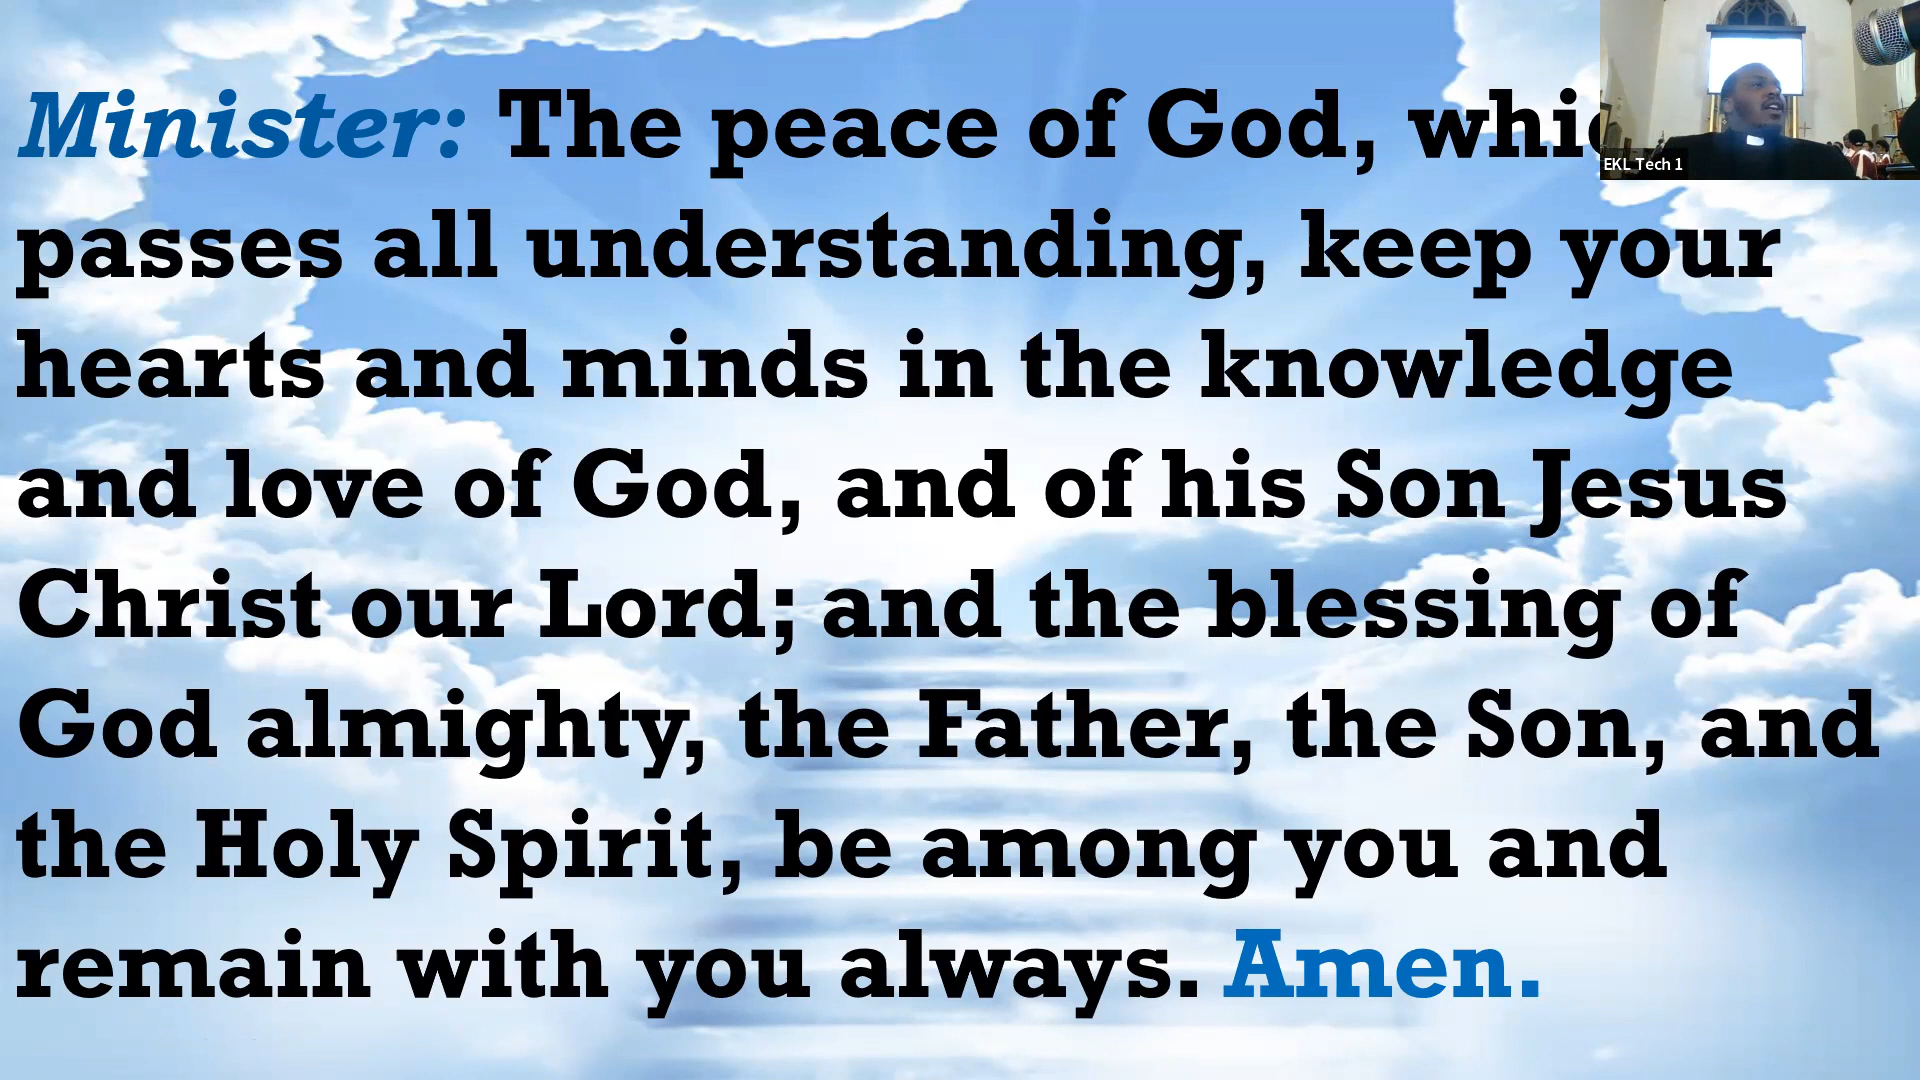 Minister: The peace of God,
passes all understanding, keep your
hearts and minds in the knowledge
and love of God, and of his Son Jesus
Christ our Lord; and the blessing of
God almighty, the Father, the Son, and
the Holy Spirit, be among you and
remain with you always. Amen.
EKL Tech 1